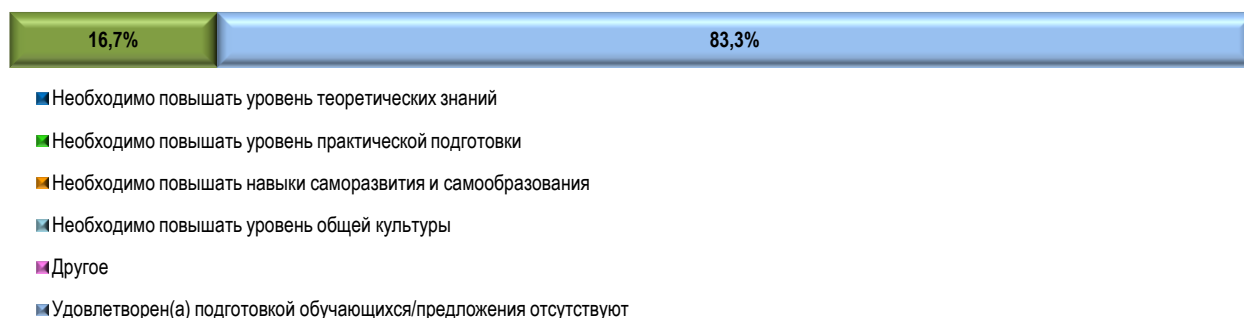 16,7% 83,3%
Необходимо повышать уровень теоретических знаний
Необходимо повышать уровень практической подготовки
Необходимо повышать навыки саморазвития и самообразования
Необходимо повышать уровень общей культуры
Другое
Удовлетворен(а) подготовкой обучающихся/предложения отсутствуют